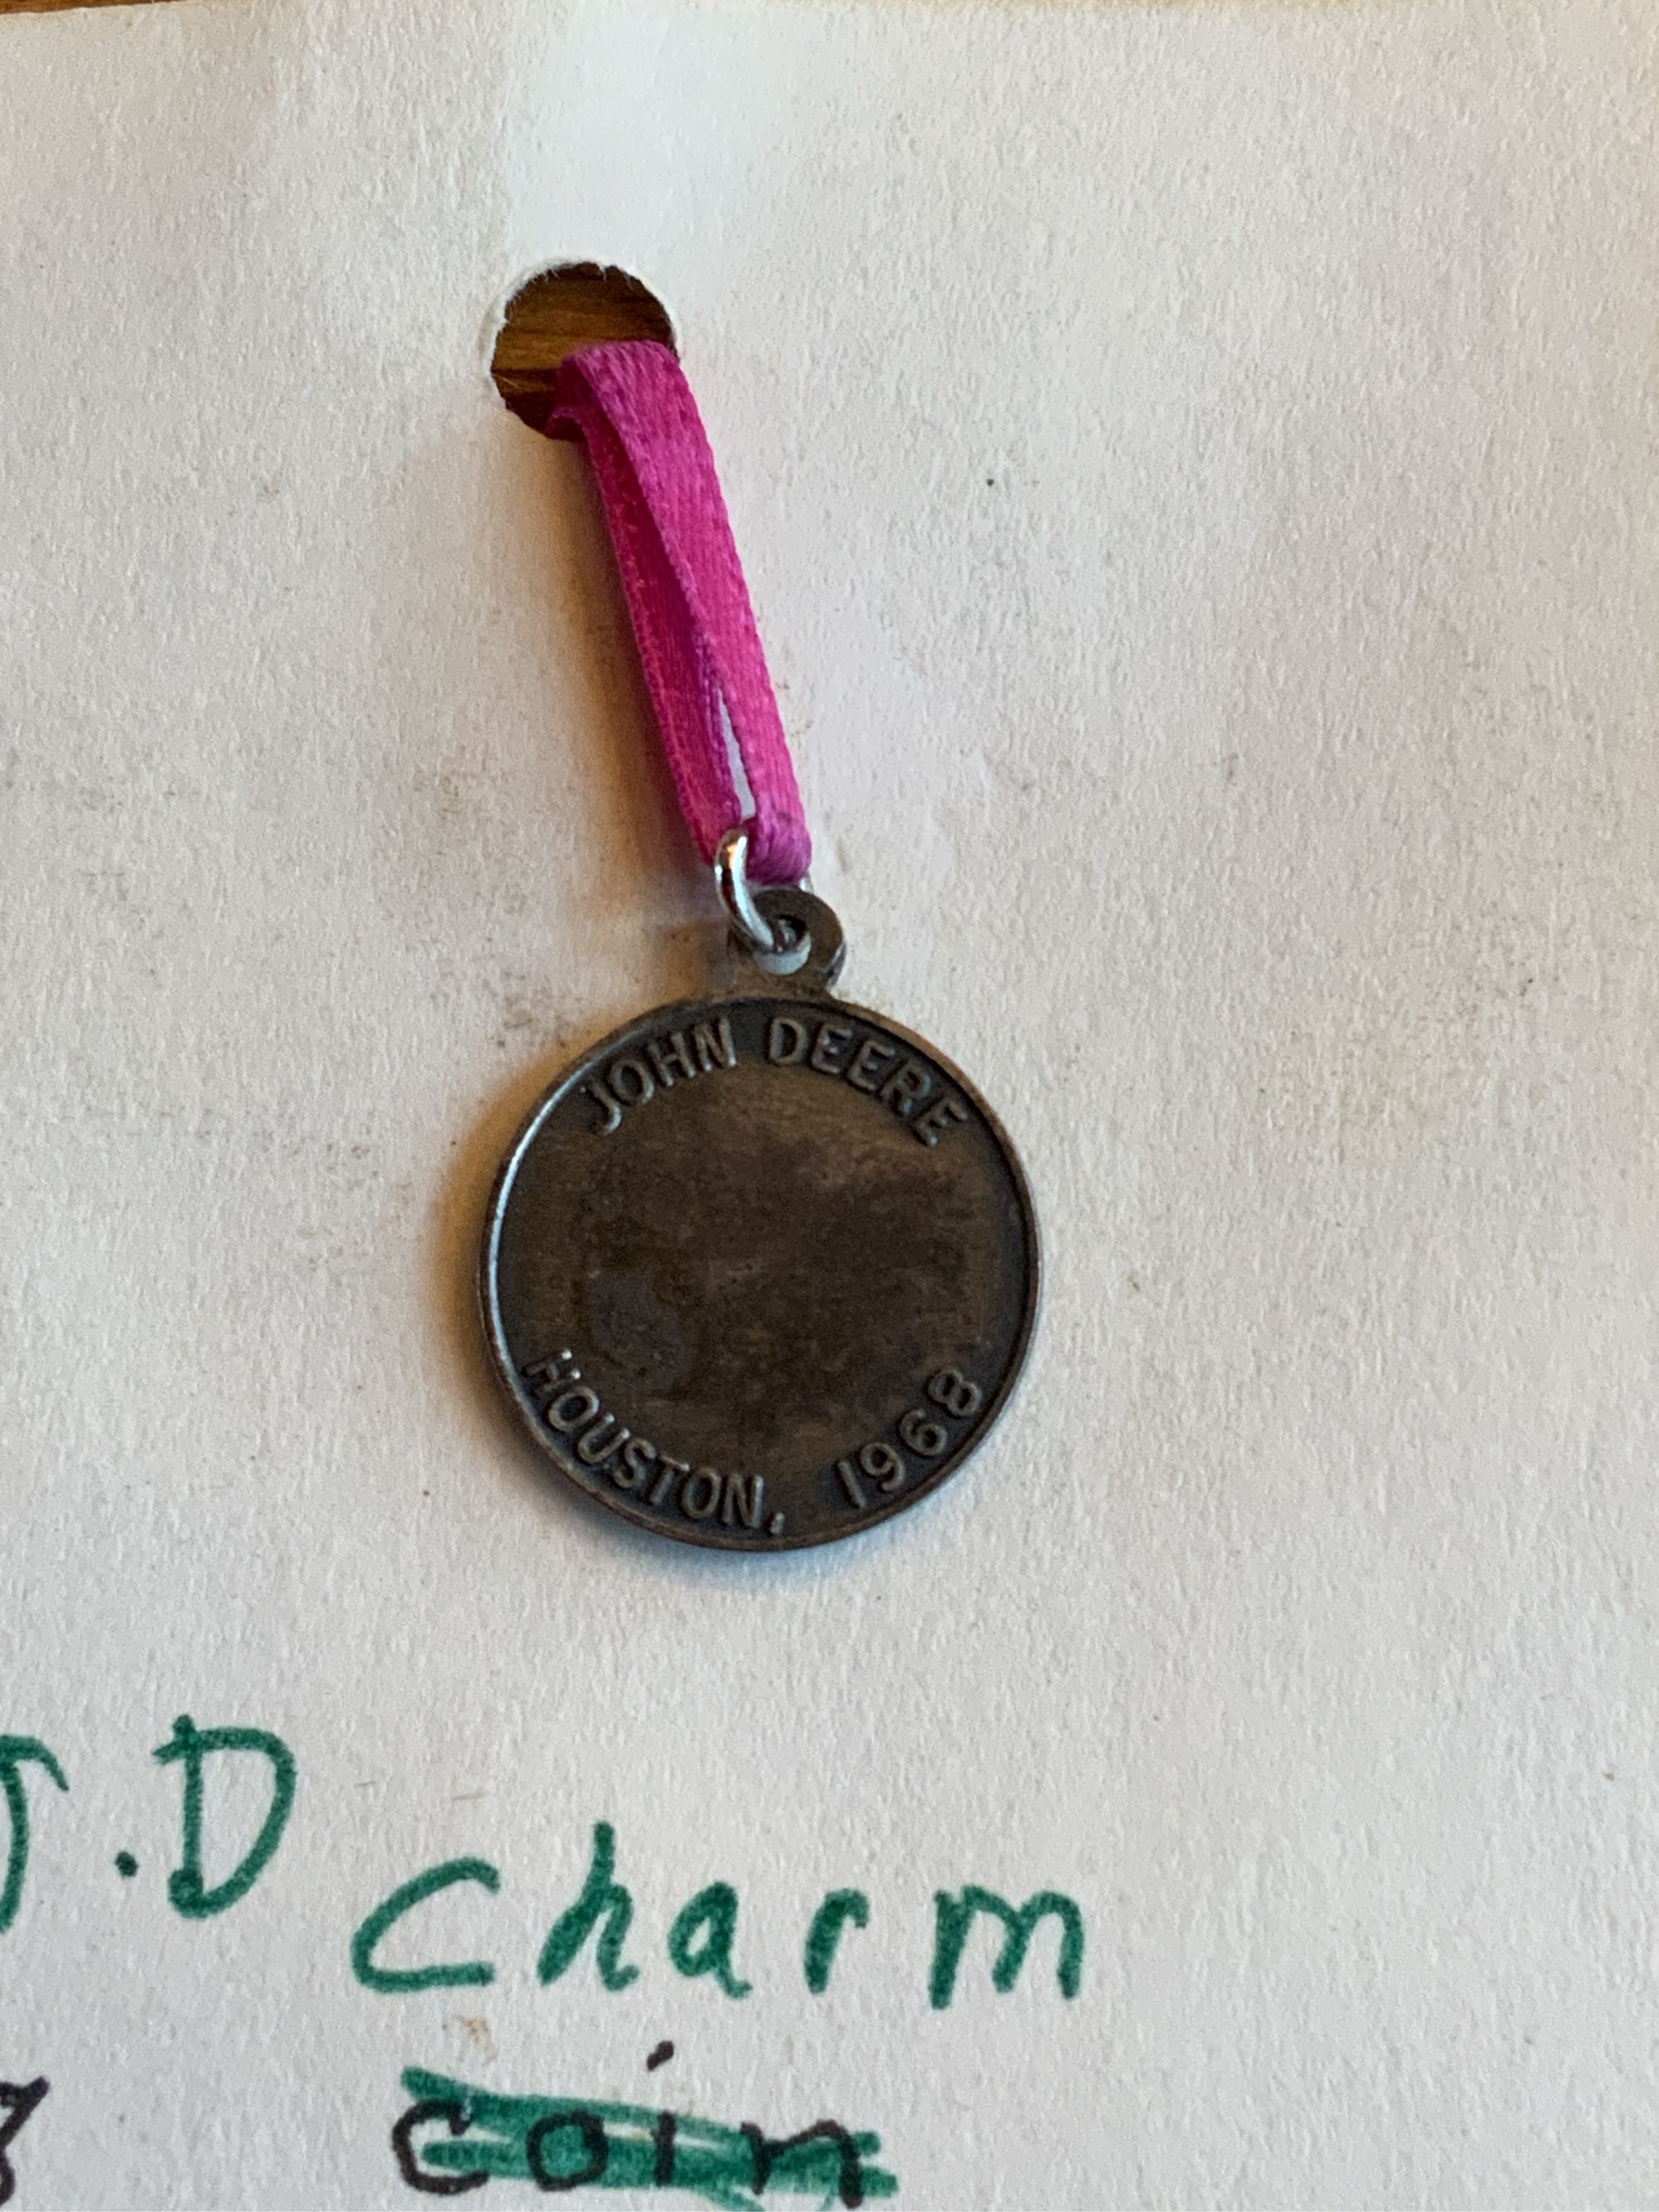 JOHN DEERE
HOUSTON, 1968
J.D Charm
coin